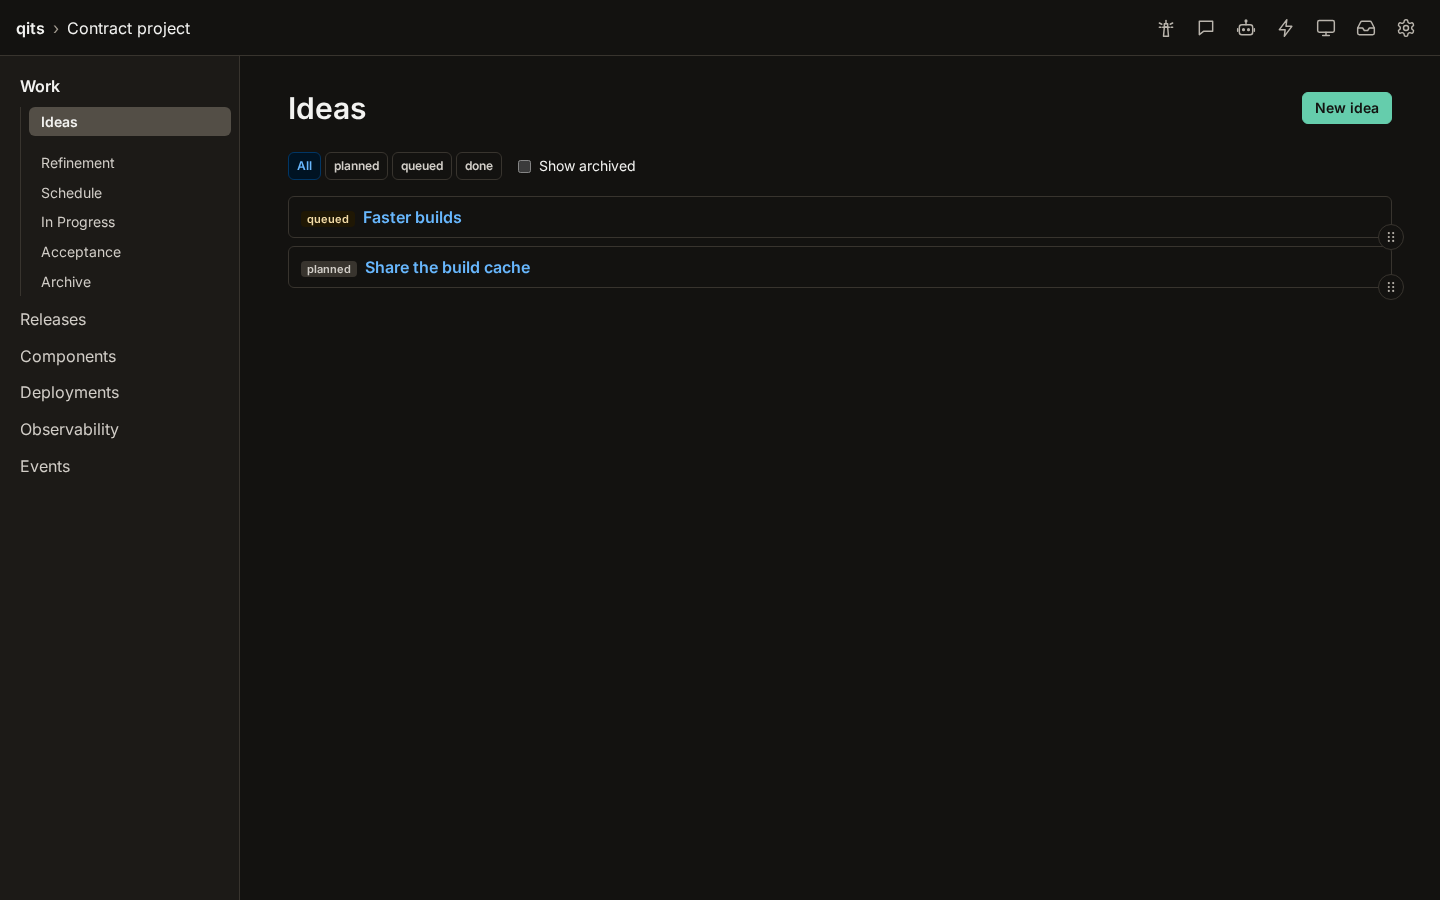 qits › Contract project
Work
Ideas
Refinement
Schedule
In Progress
Acceptance
Archive
Releases
Components
Deployments
Observability
Events
Ideas
New idea
All planned queued done Show archived
queued Faster builds
planned Share the build cache